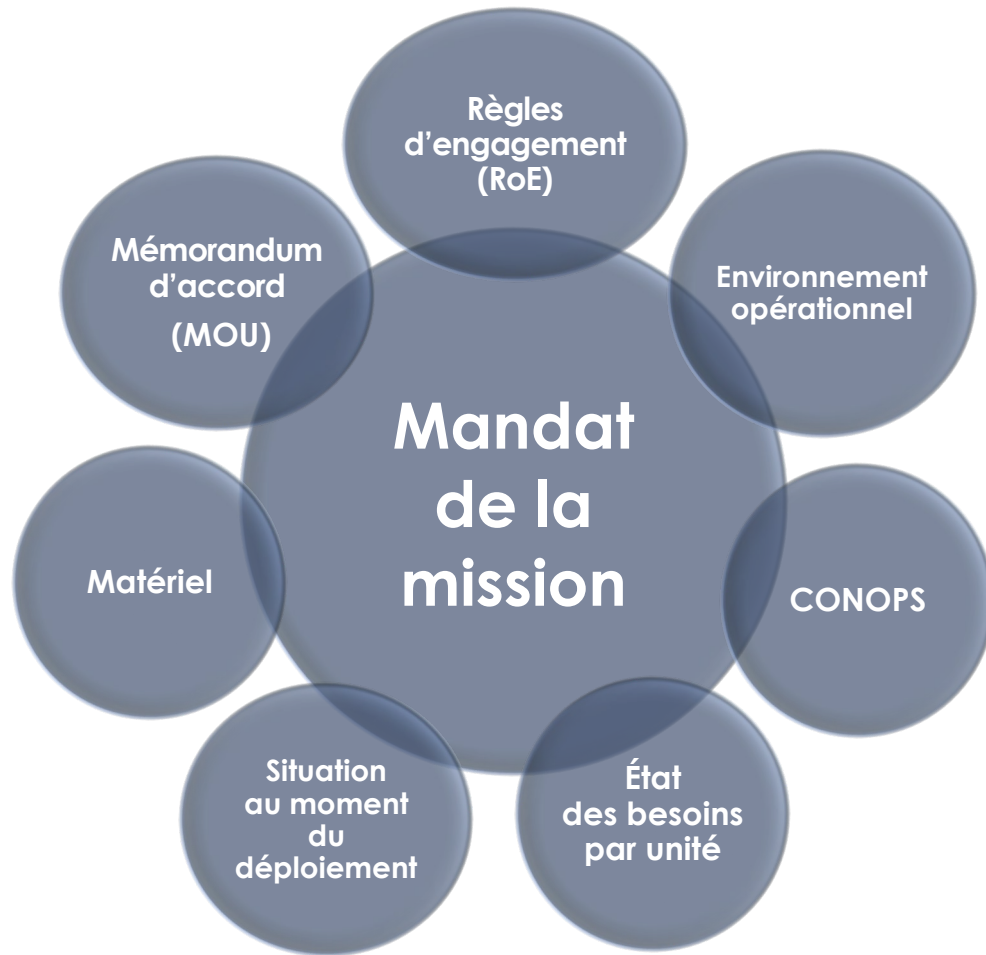 Règles
d’engagement
(RoE)
Environnement
opérationnel
CONOPS
État
des besoins
par unité
Situation
au moment
du
déploiement
Matériel
Mémorandum
d’accord
(MOU)
Mandat
de la
mission